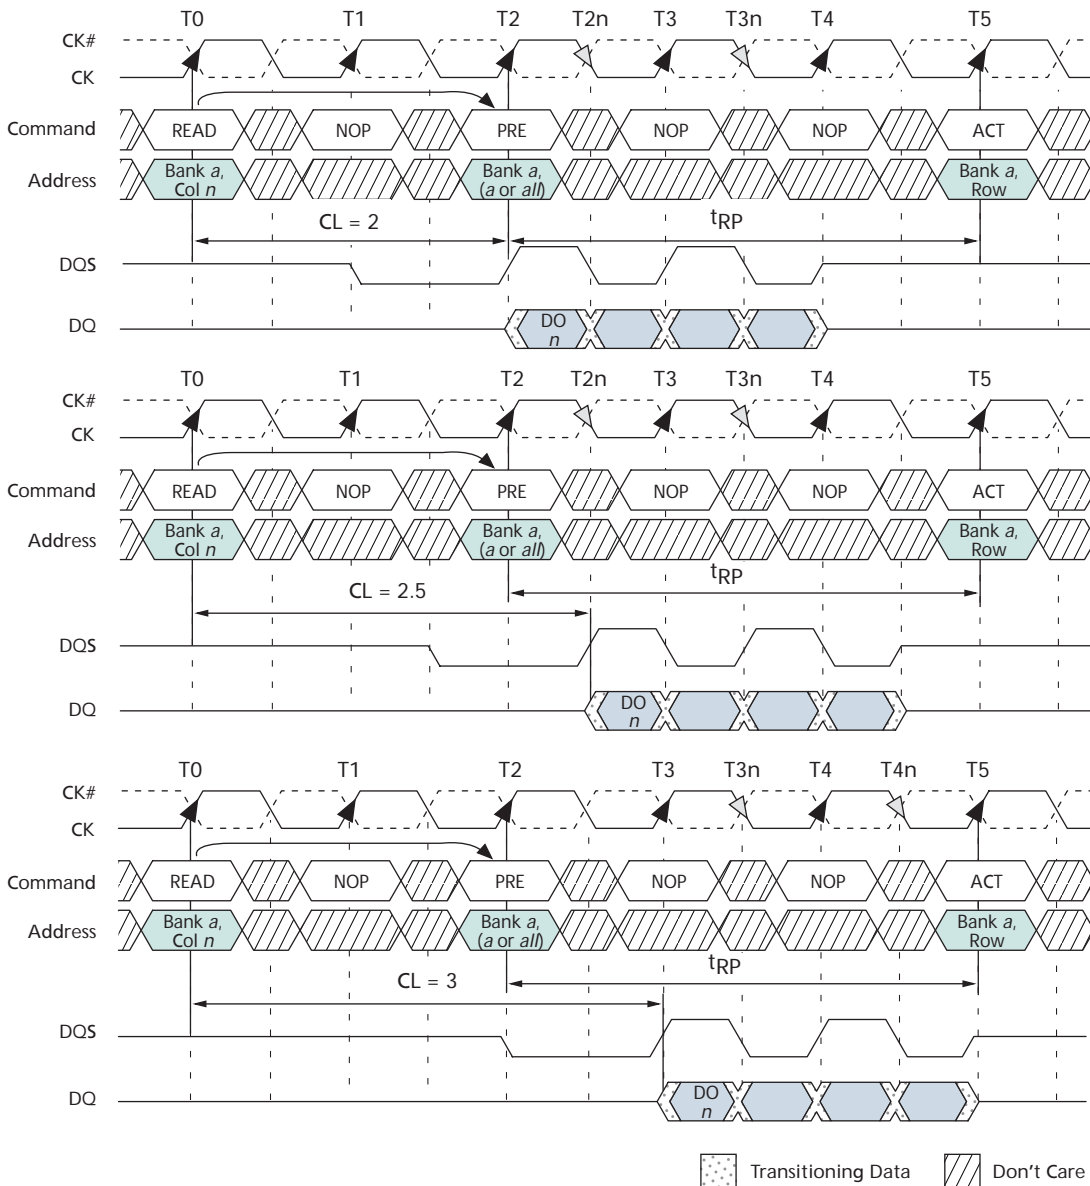 T0 T1 T2 T2n T3 T3n T4 T5
CK#
CK
Command READ NOP PRE NOP NOP ACT
Address Bank a, Col n Bank a, (a or all) Bank a, Row
CL = 2 tRP
DQS
DQ DO n
T0 T1 T2 T2n T3 T3n T4 T5
CK#
CK
Command READ NOP PRE NOP NOP ACT
Address Bank a, Col n Bank a, (a or all) Bank a, Row
CL = 2.5 tRP
DQS
DQ DO n
T0 T1 T2 T3 T3n T4 T4n T5
CK#
CK
Command READ NOP PRE NOP NOP ACT
Address Bank a, Col n Bank a, (a or all) Bank a, Row
CL = 3 tRP
DQS
DQ DO n
Transitioning Data Don't Care